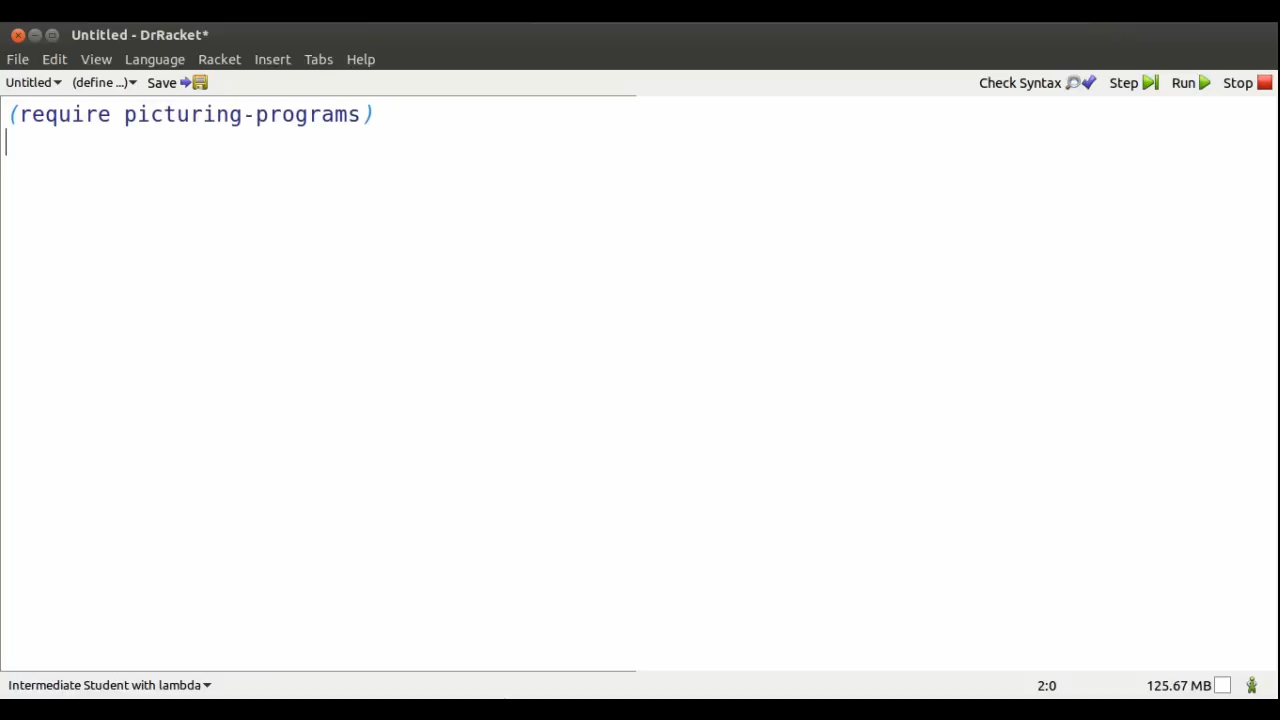 Untitled - DrRacket*
File Edit View Language Racket Insert Tabs Help
Untitled (define ...) Save Check Syntax Step Run Stop
(require picturing-programs)
Intermediate Student with lambda 2:0 125.67 MB